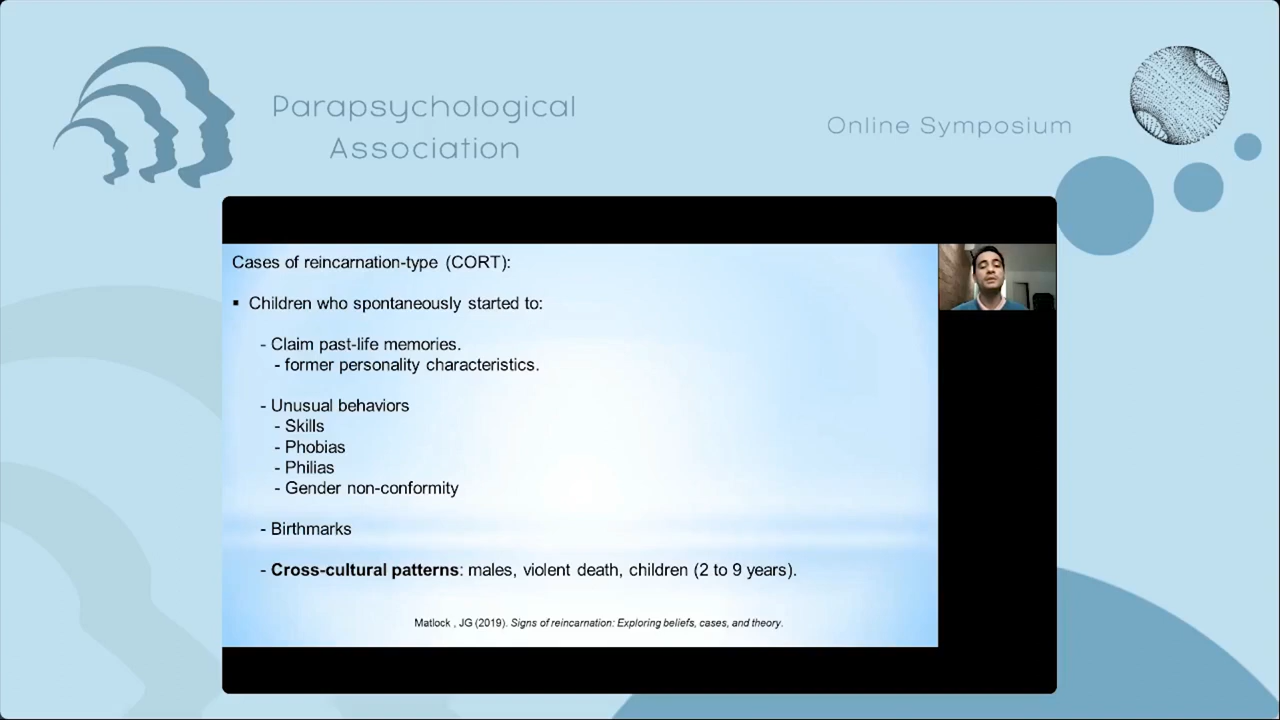 Parapsychological
Association
Online Symposium
Cases of reincarnation-type (CORT):
▪ Children who spontaneously started to:
- Claim past-life memories.
- former personality characteristics.
- Unusual behaviors
- Skills
- Phobias
- Philias
- Gender non-conformity
- Birthmarks
- Cross-cultural patterns: males, violent death, children (2 to 9 years).
Matlock , JG (2019). Signs of reincarnation: Exploring beliefs, cases, and theory.